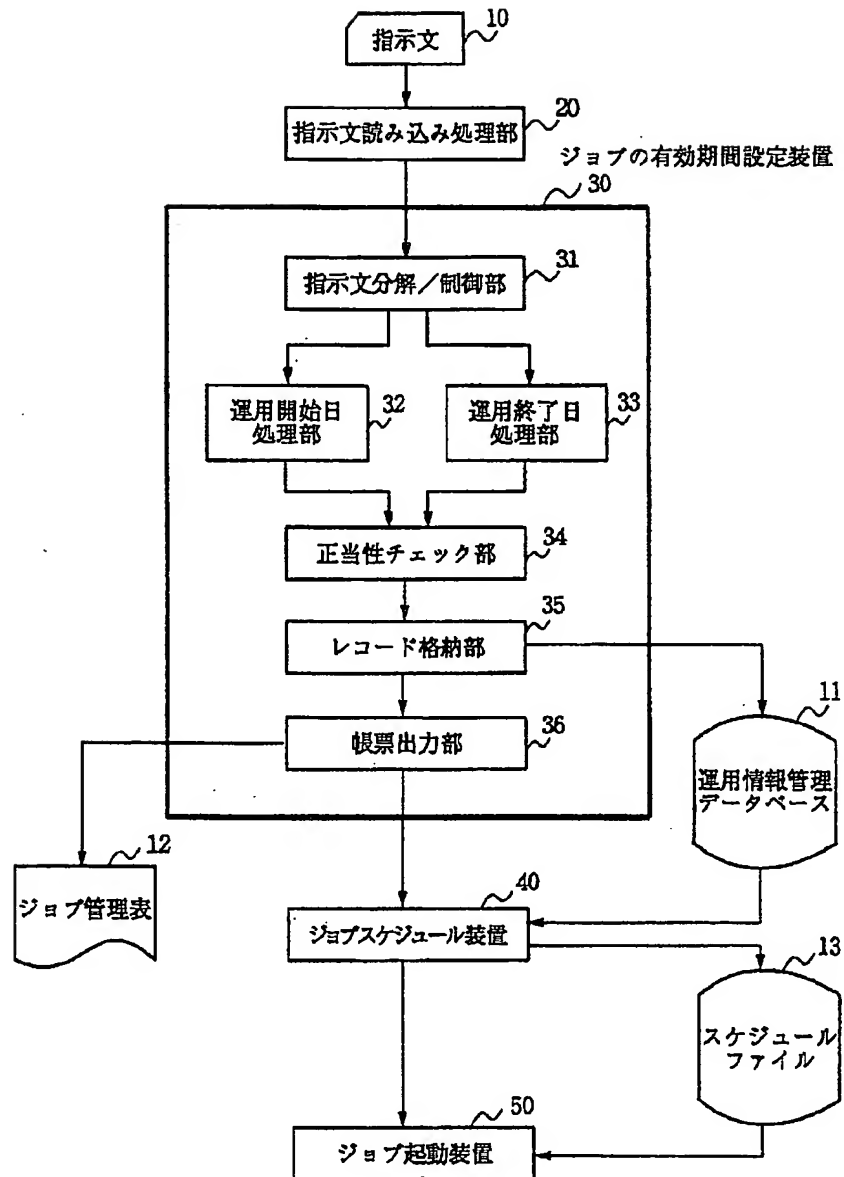 10
指示文
20
指示文読み込み処理部
ジョブの有効期間設定装置
30
31
指示文分解／制御部
運用開始日
処理部
32
運用終了日
処理部
33
正当性チェック部
34
35
レコード格納部
36
帳票出力部
11
運用情報管理
データベース
12
ジョブ管理表
40
ジョブスケジュール装置
13
スケジュール
ファイル
50
ジョブ起動装置